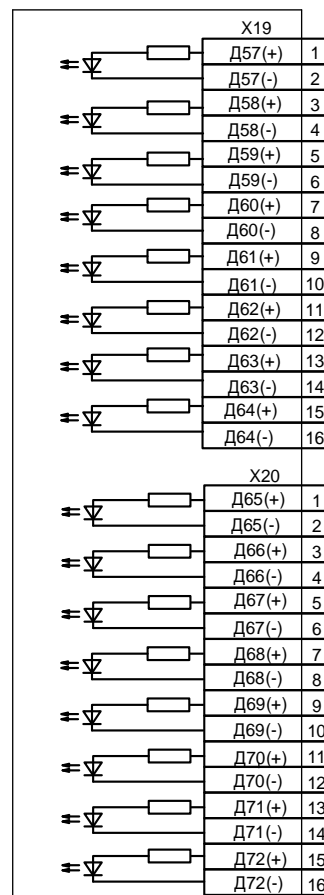 X19
Д57(+) 1
Д57(-) 2
Д58(+) 3
Д58(-) 4
Д59(+) 5
Д59(-) 6
Д60(+) 7
Д60(-) 8
Д61(+) 9
Д61(-) 10
Д62(+) 11
Д62(-) 12
Д63(+) 13
Д63(-) 14
Д64(+) 15
Д64(-) 16
X20
Д65(+) 1
Д65(-) 2
Д66(+) 3
Д66(-) 4
Д67(+) 5
Д67(-) 6
Д68(+) 7
Д68(-) 8
Д69(+) 9
Д69(-) 10
Д70(+) 11
Д70(-) 12
Д71(+) 13
Д71(-) 14
Д72(+) 15
Д72(-) 16